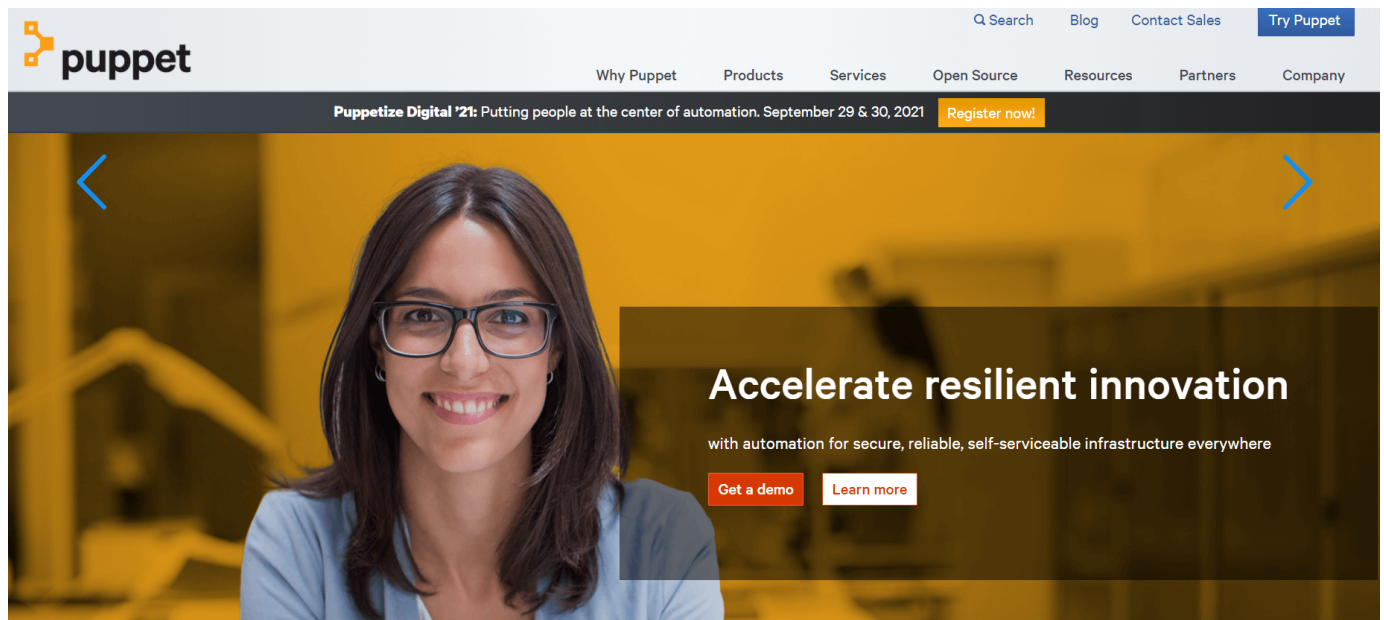 puppet
Search Blog Contact Sales Try Puppet
Why Puppet Products Services Open Source Resources Partners Company
Puppetize Digital '21: Putting people at the center of automation. September 29 & 30, 2021 Register now!
Accelerate resilient innovation
with automation for secure, reliable, self-serviceable infrastructure everywhere
Get a demo Learn more